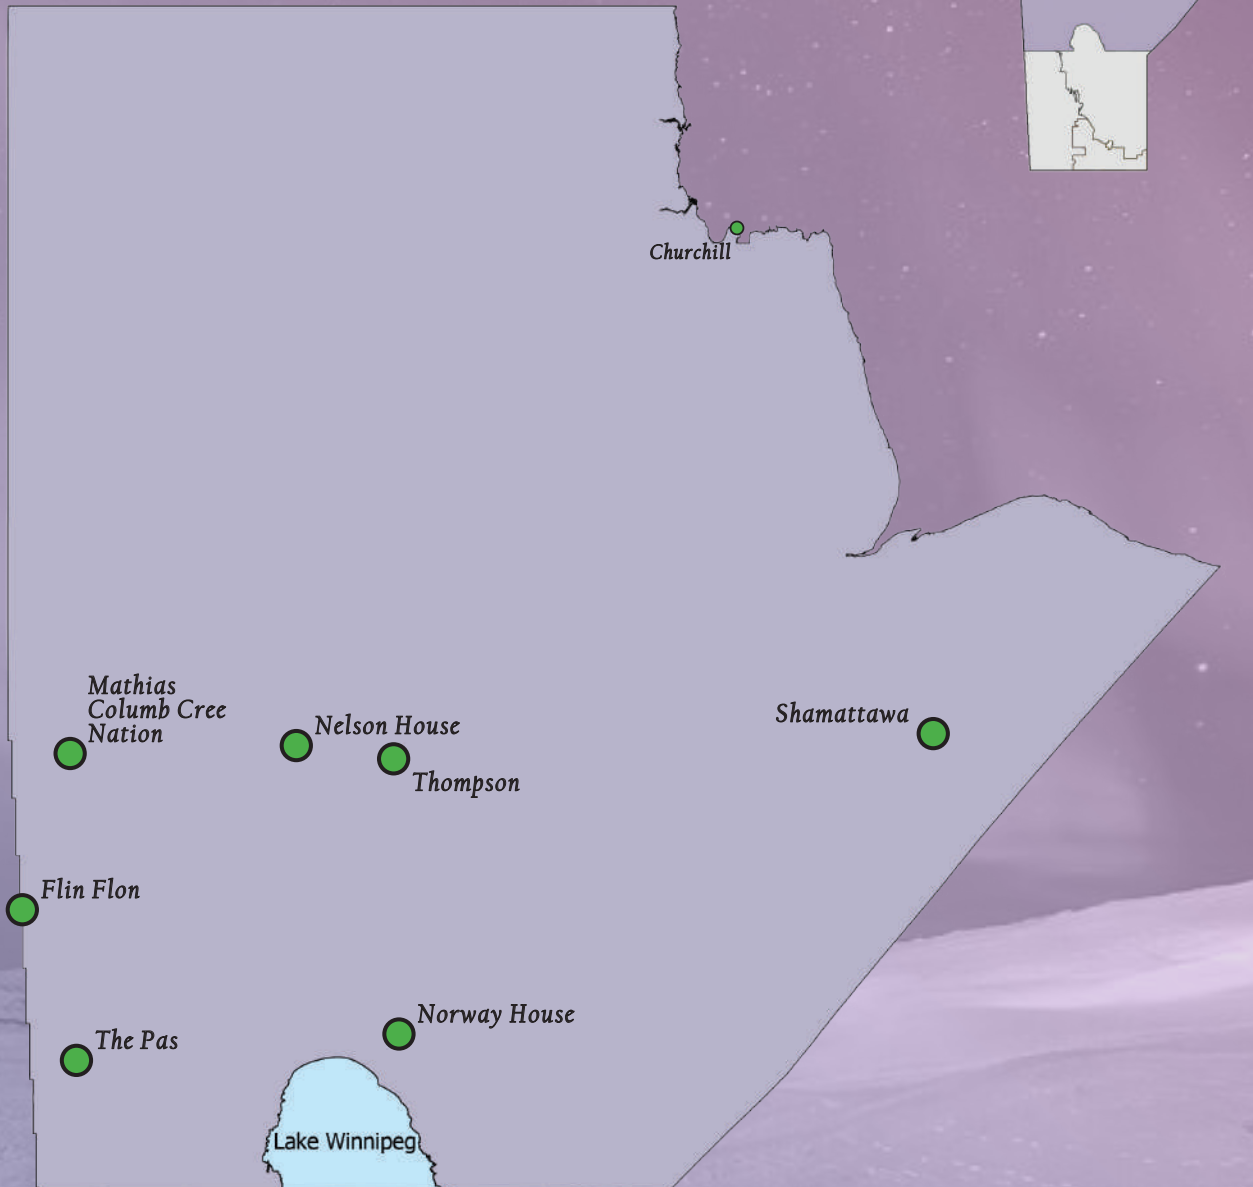 Churchill
Mathias
Columb Cree
Nation
Nelson House
Thompson
Shamattawa
Flin Flon
Norway House
The Pas
Lake Winnipeg